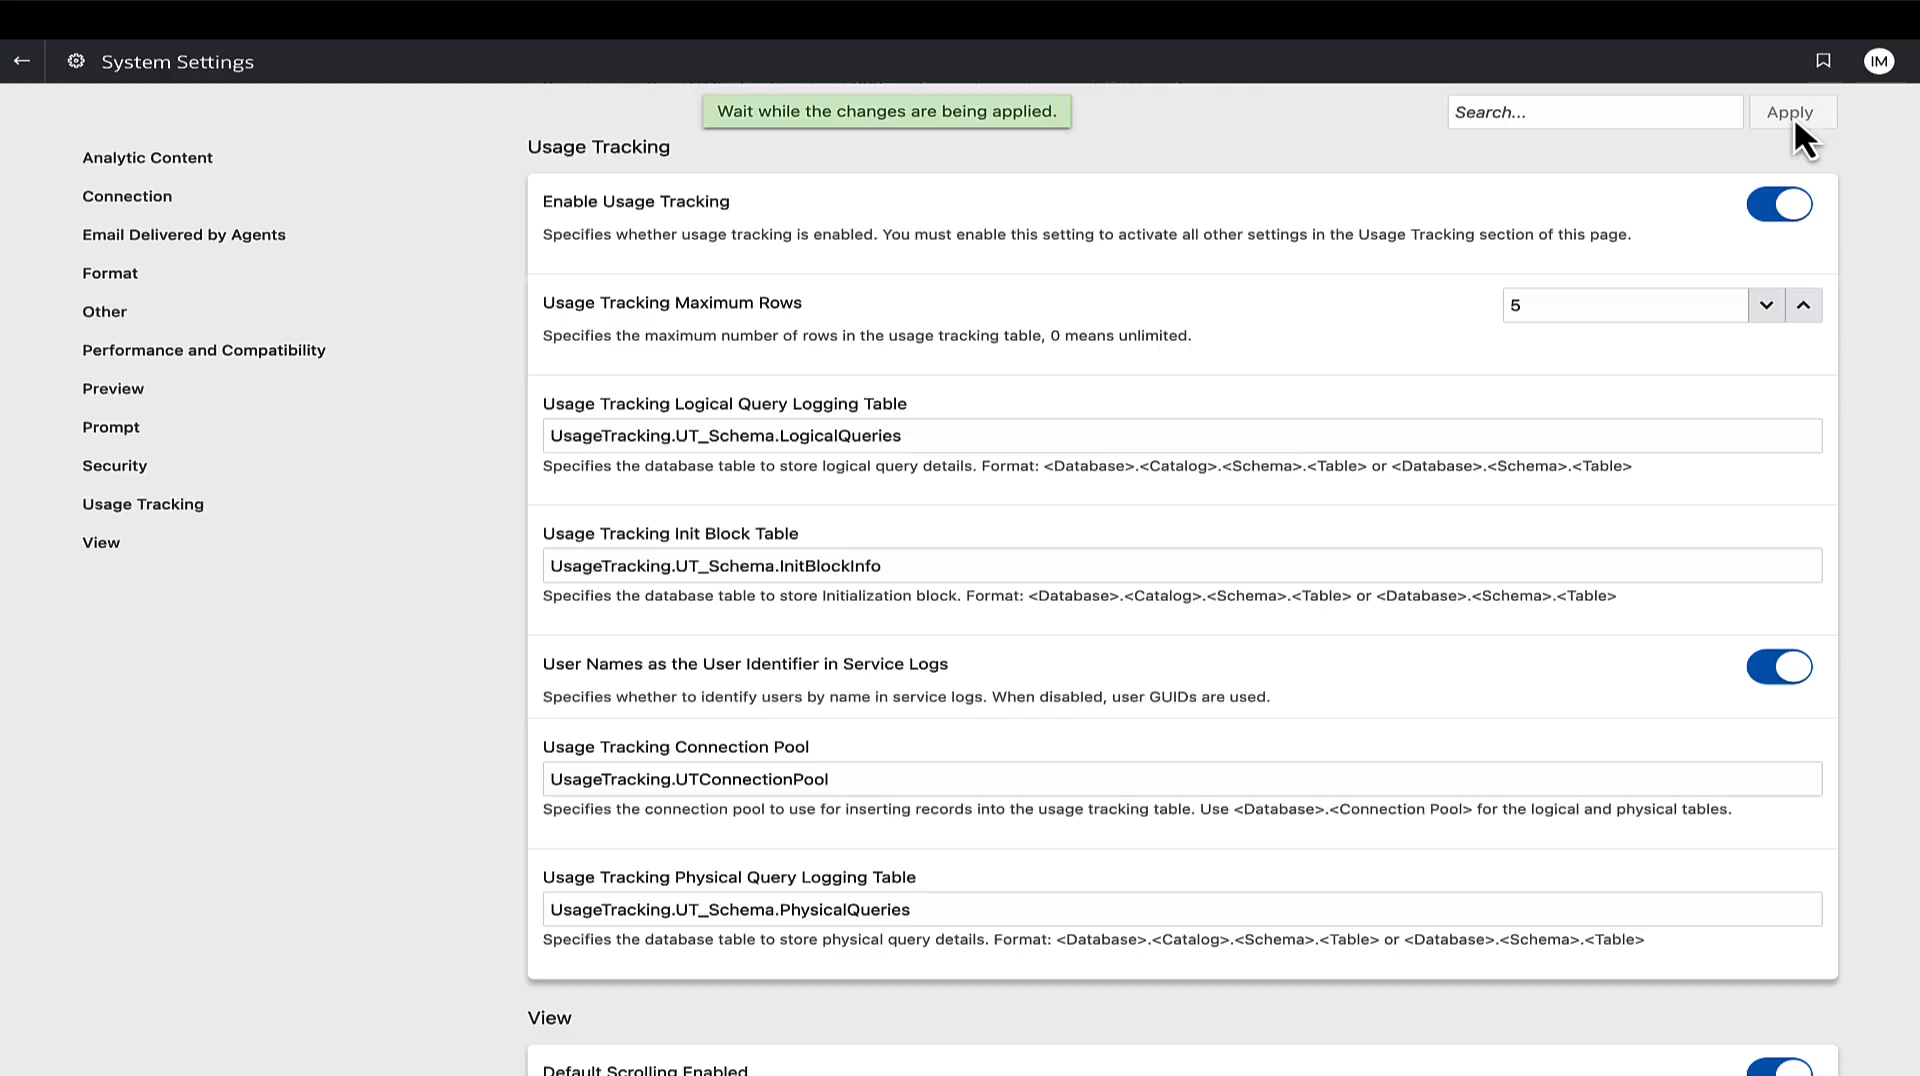 System Settings
IM
Wait while the changes are being applied.
Search...
Apply
Analytic Content
Connection
Email Delivered by Agents
Format
Other
Performance and Compatibility
Preview
Prompt
Security
Usage Tracking
View
Usage Tracking
Enable Usage Tracking
Specifies whether usage tracking is enabled. You must enable this setting to activate all other settings in the Usage Tracking section of this page.
Usage Tracking Maximum Rows
5
Specifies the maximum number of rows in the usage tracking table, 0 means unlimited.
Usage Tracking Logical Query Logging Table
UsageTracking.UT_Schema.LogicalQueries
Specifies the database table to store logical query details. Format: <Database>.<Catalog>.<Schema>.<Table> or <Database>.<Schema>.<Table>
Usage Tracking Init Block Table
UsageTracking.UT_Schema.InitBlockInfo
Specifies the database table to store Initialization block. Format: <Database>.<Catalog>.<Schema>.<Table> or <Database>.<Schema>.<Table>
User Names as the User Identifier in Service Logs
Specifies whether to identify users by name in service logs. When disabled, user GUIDs are used.
Usage Tracking Connection Pool
UsageTracking.UTConnectionPool
Specifies the connection pool to use for inserting records into the usage tracking table. Use <Database>.<Connection Pool> for the logical and physical tables.
Usage Tracking Physical Query Logging Table
UsageTracking.UT_Schema.PhysicalQueries
Specifies the database table to store physical query details. Format: <Database>.<Catalog>.<Schema>.<Table> or <Database>.<Schema>.<Table>
View
Default Scrolling Enabled